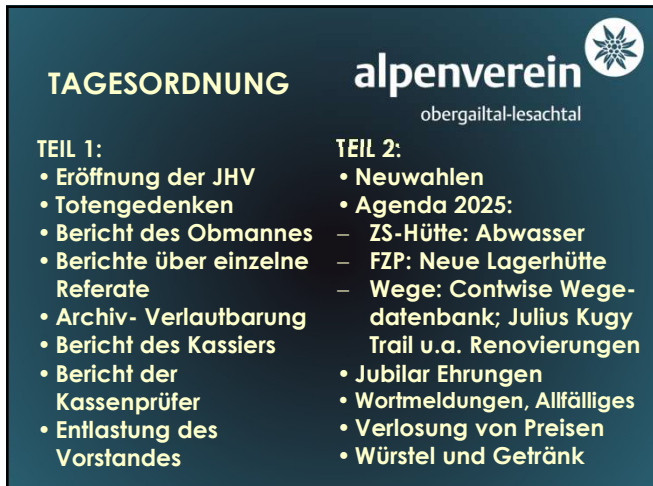 TAGESORDNUNG
alpenverein
obergailtal-lesachtal
TEIL 1:
• Eröffnung der JHV
• Totengedenken
• Bericht des Obmannes
• Berichte über einzelne
Referate
• Archiv- Verlautbarung
• Bericht des Kassiers
• Bericht der
Kassenprüfer
• Entlastung des
Vorstandes
TEIL 2:
• Neuwahlen
• Agenda 2025:
– ZS-Hütte: Abwasser
– FZP: Neue Lagerhütte
– Wege: Contwise Wege-
datenbank; Julius Kugy
Trail u.a. Renovierungen
• Jubilar Ehrungen
• Wortmeldungen, Allfälliges
• Verlosung von Preisen
• Würstel und Getränk